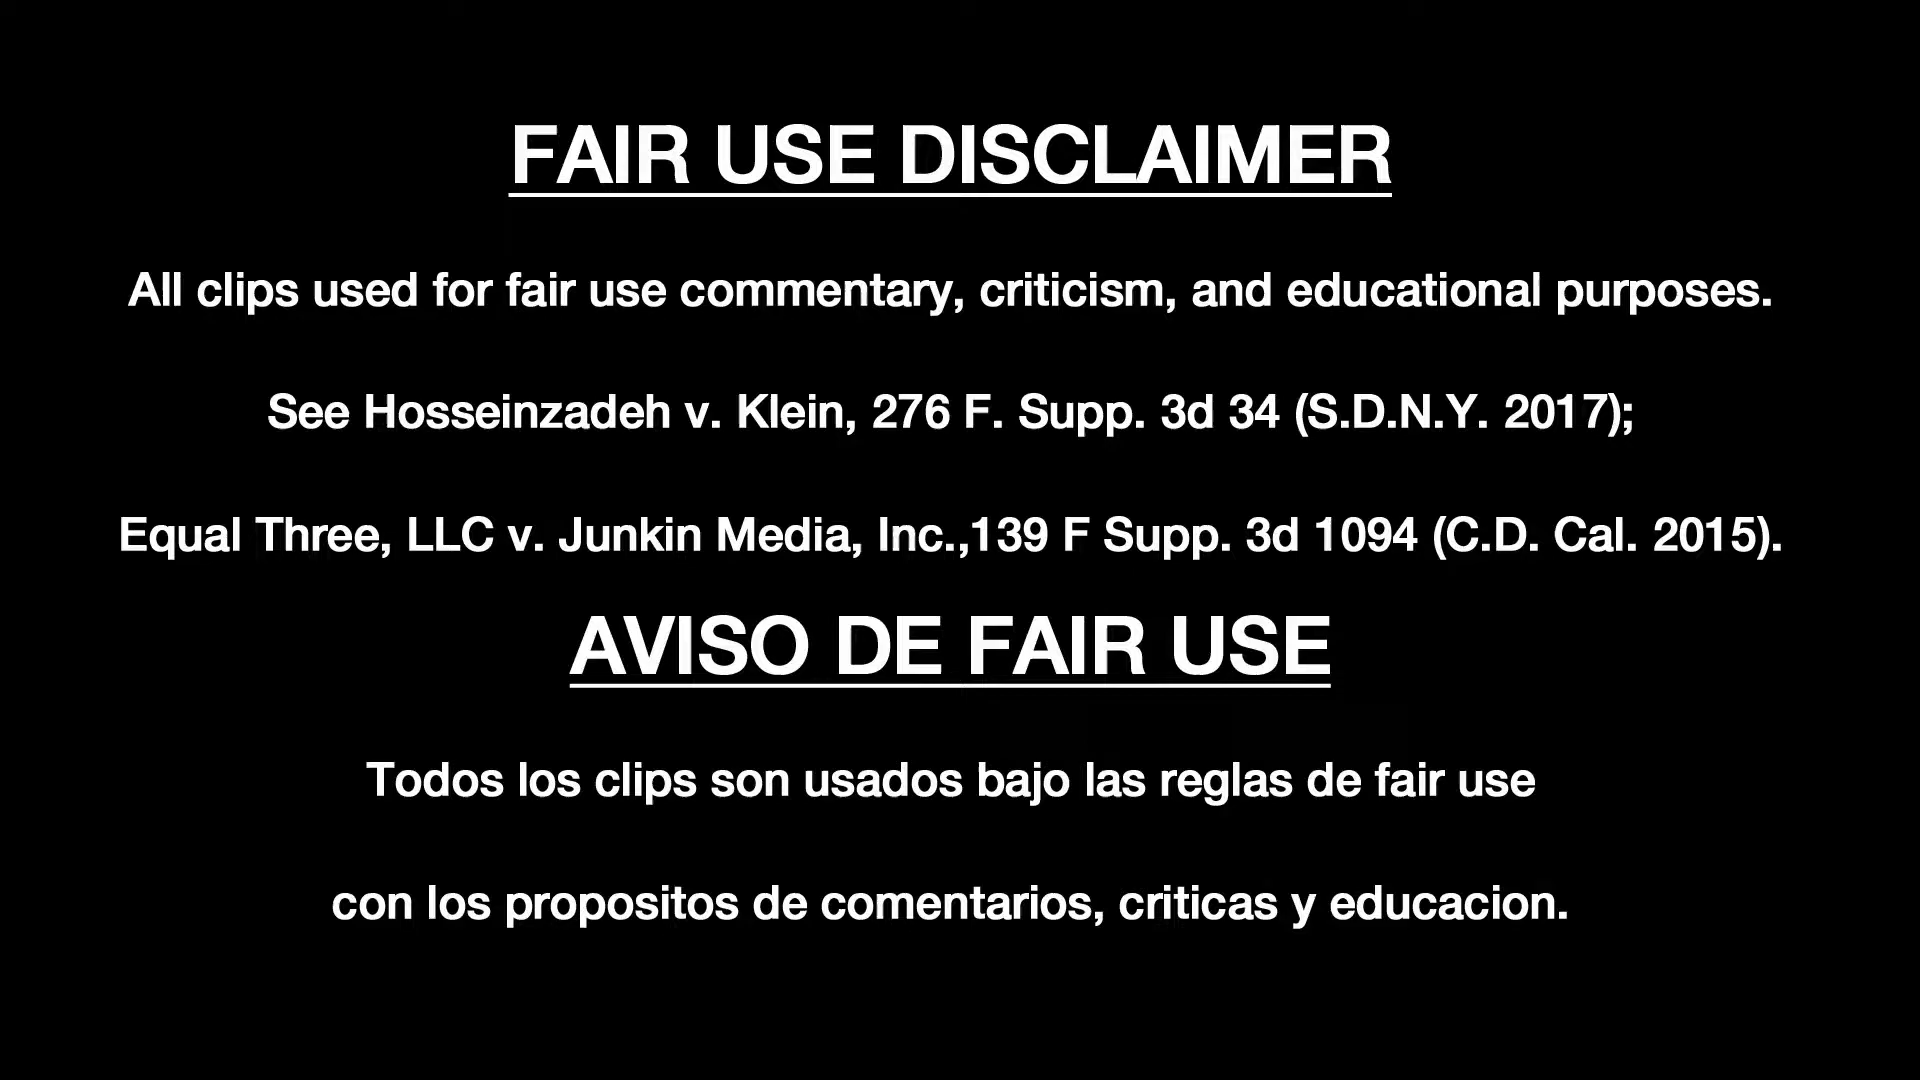 FAIR USE DISCLAIMER
All clips used for fair use commentary, criticism, and educational purposes.
See Hosseinzadeh v. Klein, 276 F. Supp. 3d 34 (S.D.N.Y. 2017);
Equal Three, LLC v. Junkin Media, Inc.,139 F Supp. 3d 1094 (C.D. Cal. 2015).
AVISO DE FAIR USE
Todos los clips son usados bajo las reglas de fair use
con los propositos de comentarios, criticas y educacion.